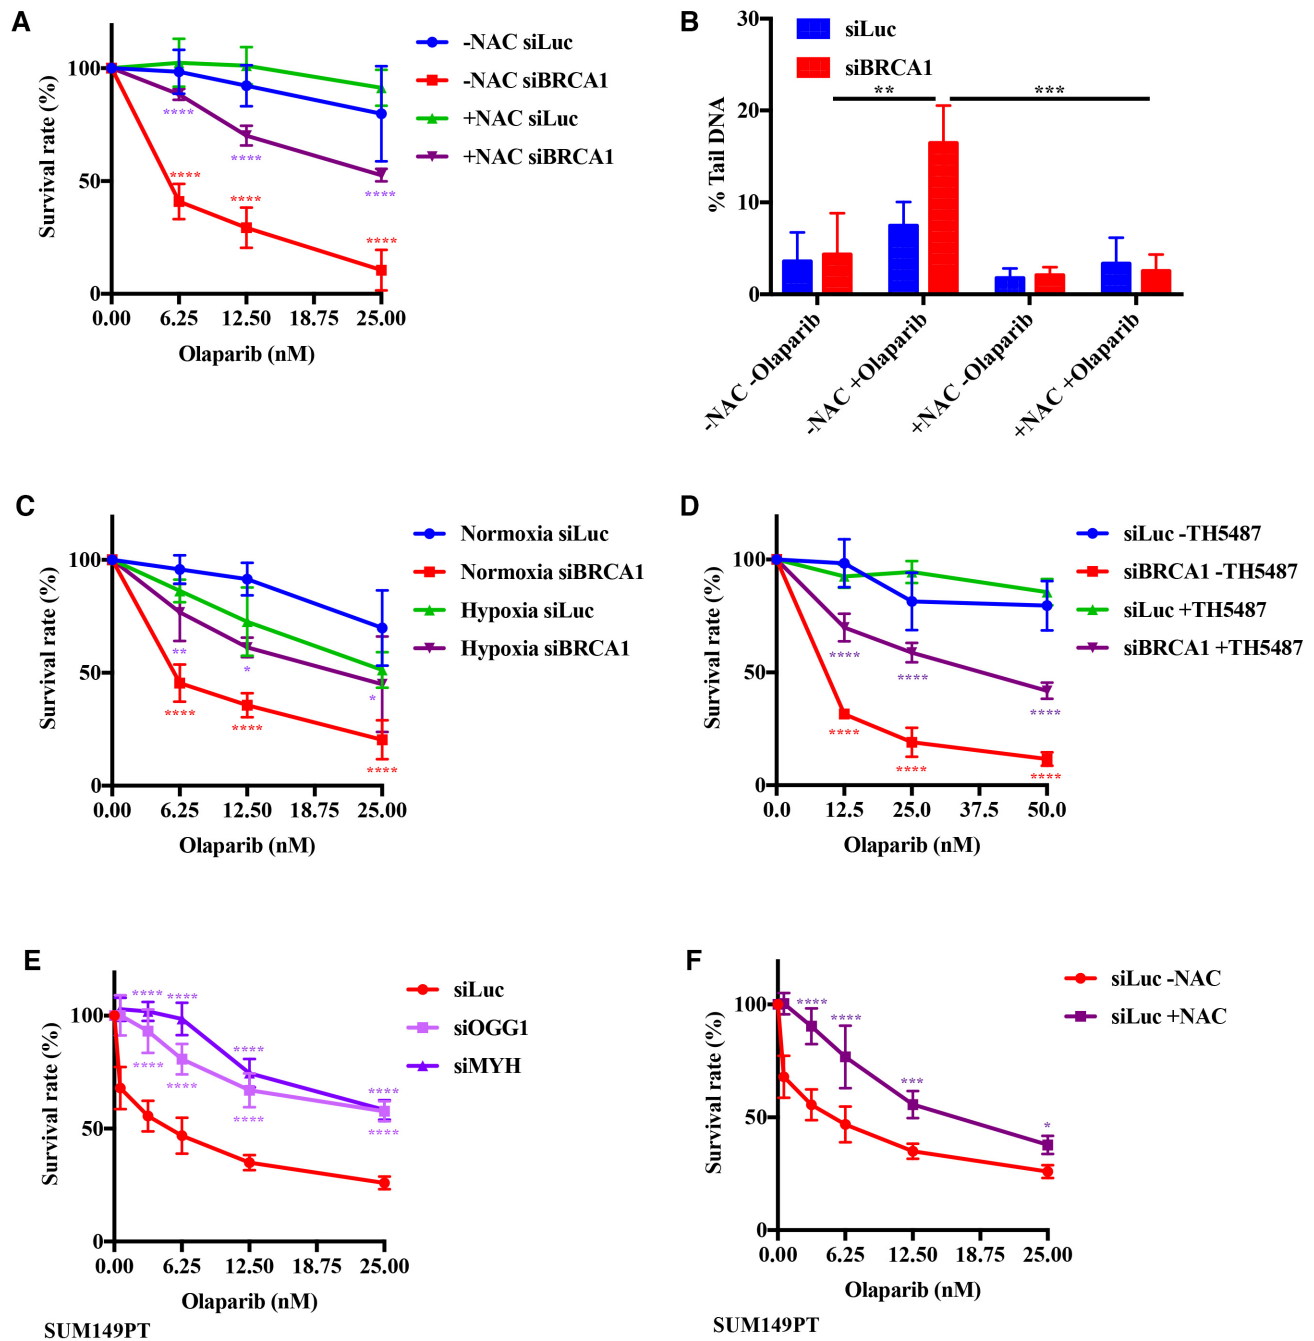 A
Survival rate (%)
100
50
0
0.00 6.25 12.50 18.75 25.00
Olaparib (nM)
-NAC siLuc
-NAC siBRCA1
+NAC siLuc
+NAC siBRCA1
****
****
****
****
****
****
B
% Tail DNA
30
20
10
0
siLuc
siBRCA1
**
***
-NAC -Olaparib
-NAC +Olaparib
+NAC -Olaparib
+NAC +Olaparib
C
Survival rate (%)
100
50
0
0.00 6.25 12.50 18.75 25.00
Olaparib (nM)
Normoxia siLuc
Normoxia siBRCA1
Hypoxia siLuc
Hypoxia siBRCA1
**
*
*
****
****
****
D
Survival rate (%)
100
50
0
0.0 12.5 25.0 37.5 50.0
Olaparib (nM)
siLuc -TH5487
siBRCA1 -TH5487
siLuc +TH5487
siBRCA1 +TH5487
****
****
****
****
****
****
E
Survival rate (%)
100
50
0
0.00 6.25 12.50 18.75 25.00
Olaparib (nM)
SUM149PT
siLuc
siOGG1
siMYH
**** ****
****
****
****
****
****
****
F
Survival rate (%)
100
50
0
0.00 6.25 12.50 18.75 25.00
Olaparib (nM)
SUM149PT
siLuc -NAC
siLuc +NAC
****
****
***
*